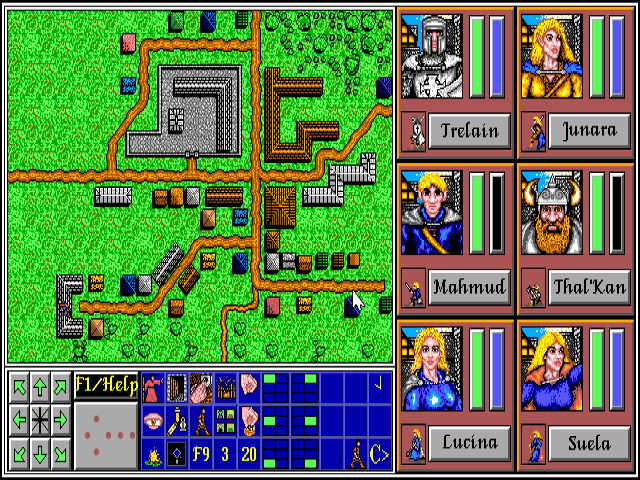 Trelain
Junara
Mahmud
Thal'Kan
F1/Help
Lucina
Suela
F9 3 20
C>